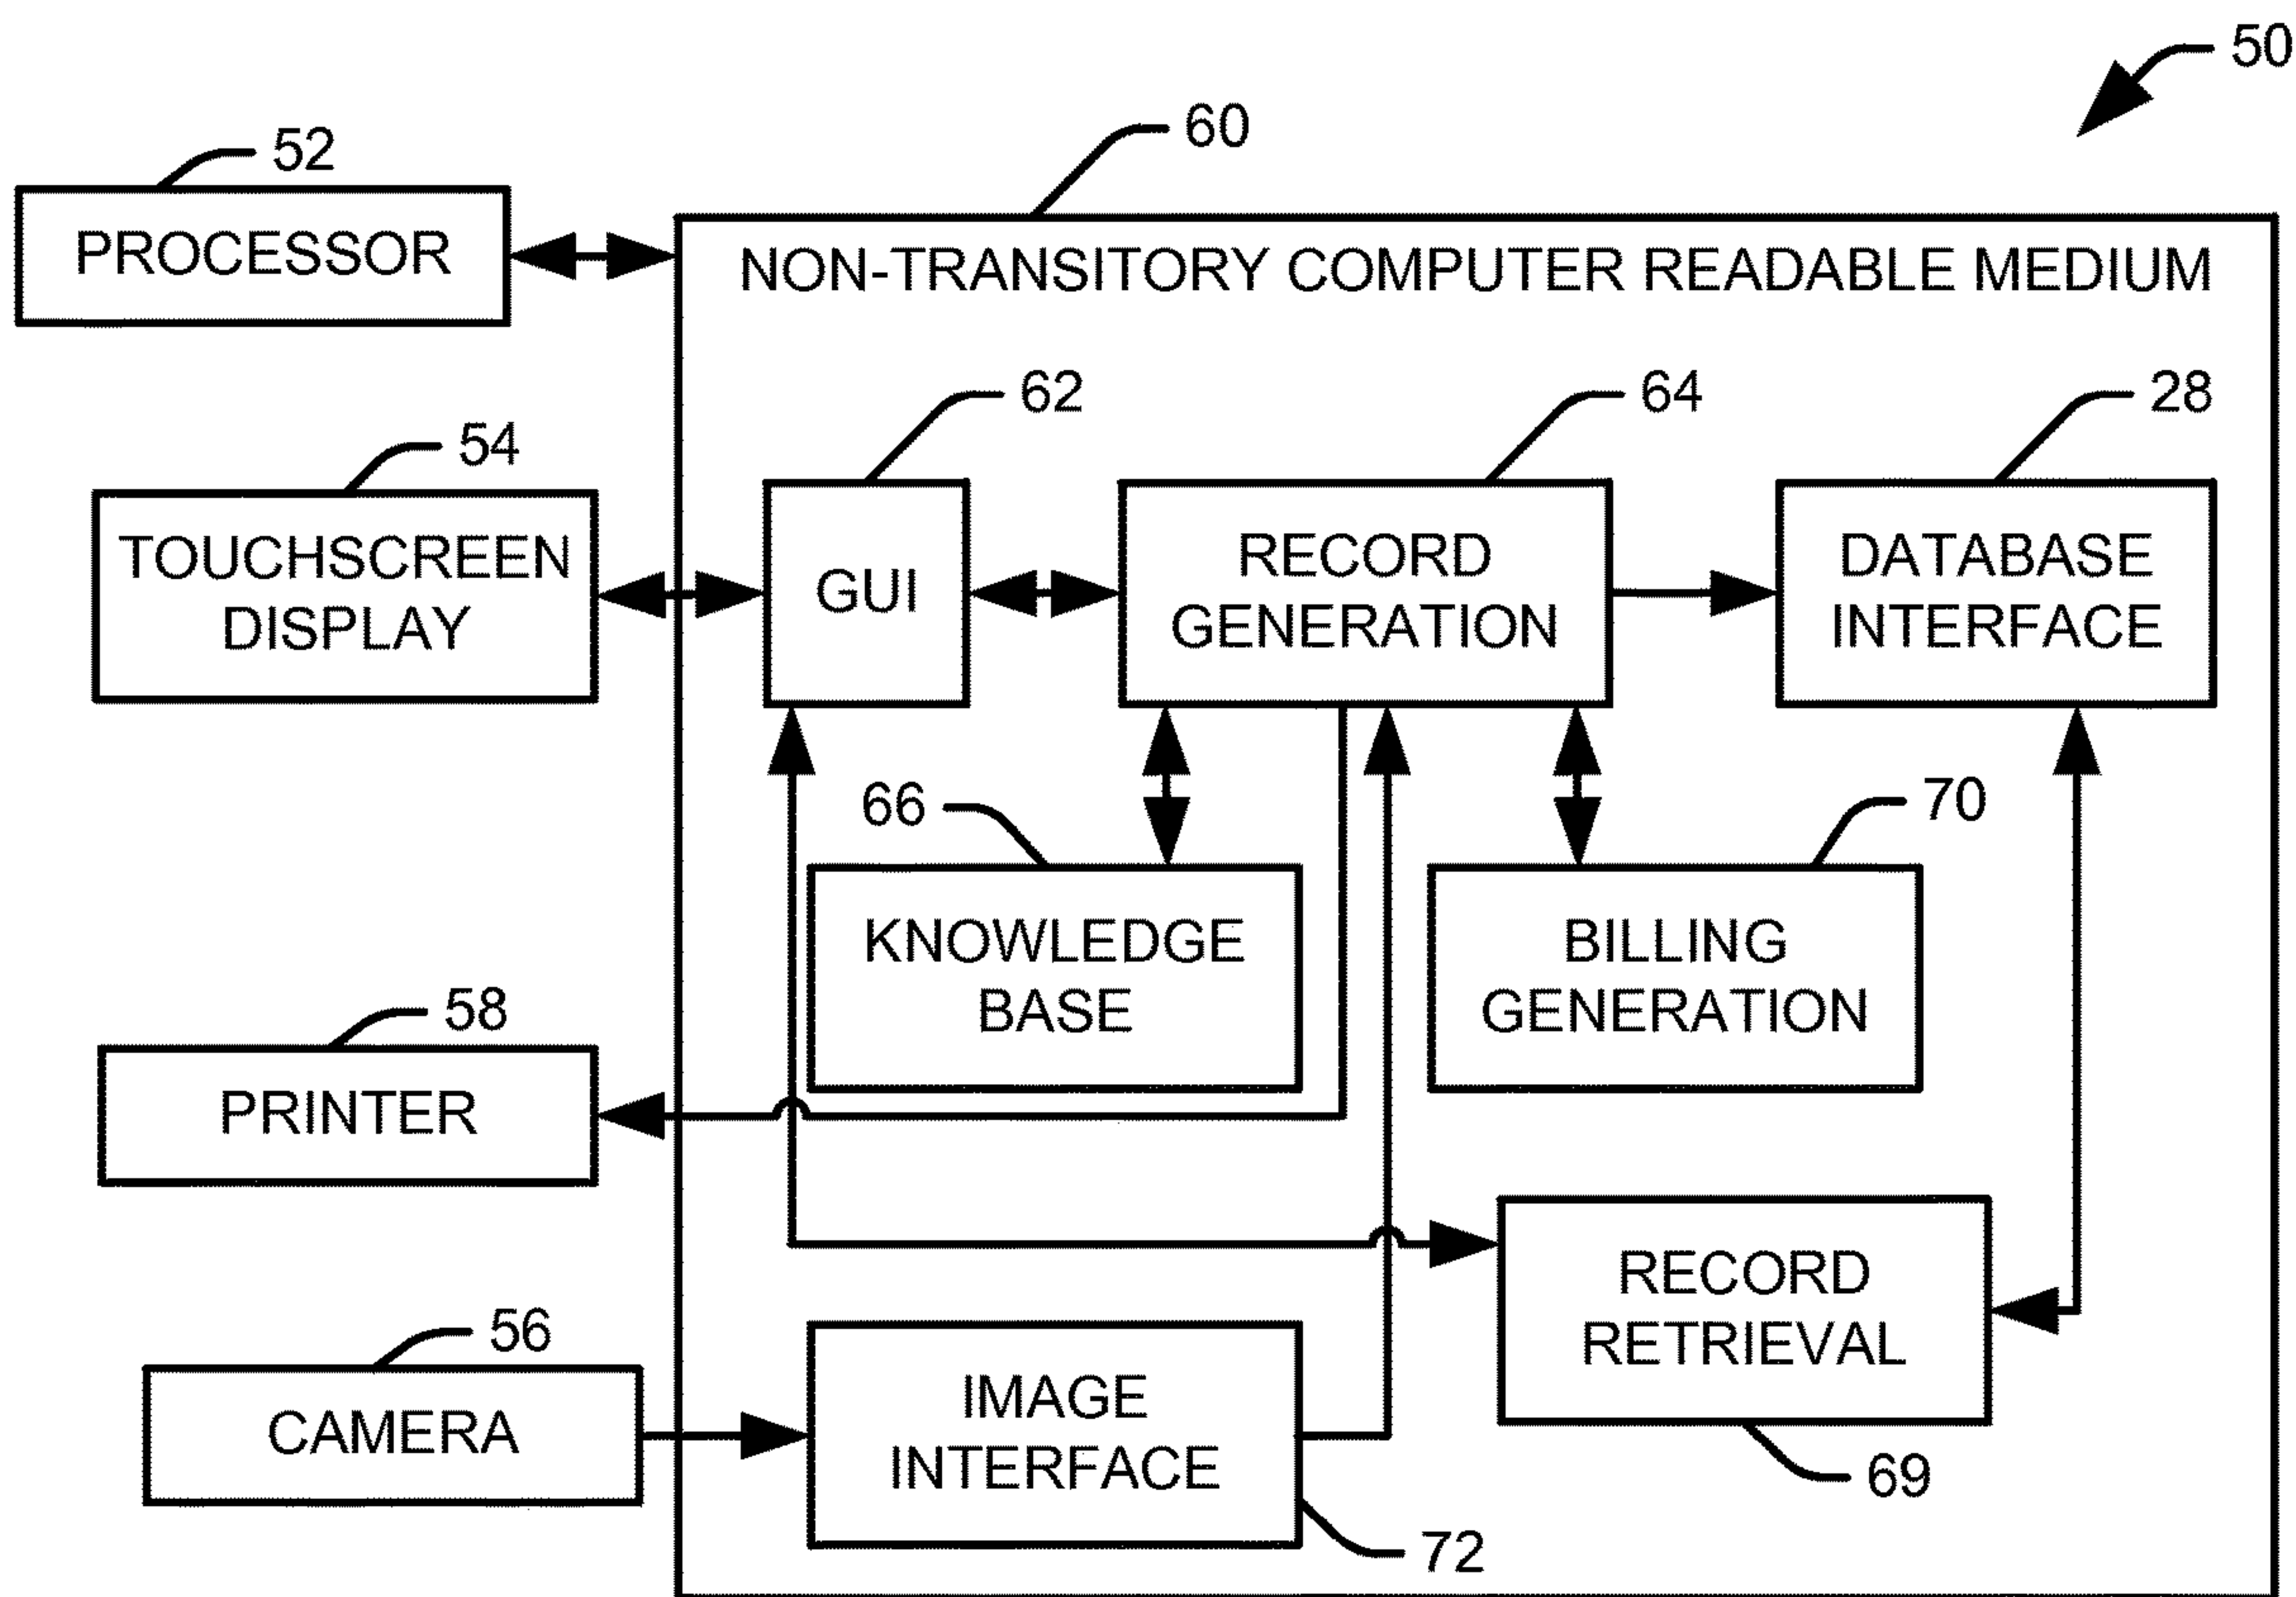 50
60
52
PROCESSOR
NON-TRANSITORY COMPUTER READABLE MEDIUM
62
64
28
54
TOUCHSCREEN
DISPLAY
GUI
RECORD
GENERATION
DATABASE
INTERFACE
66
70
KNOWLEDGE
BASE
BILLING
GENERATION
58
PRINTER
RECORD
RETRIEVAL
69
56
CAMERA
IMAGE
INTERFACE
72